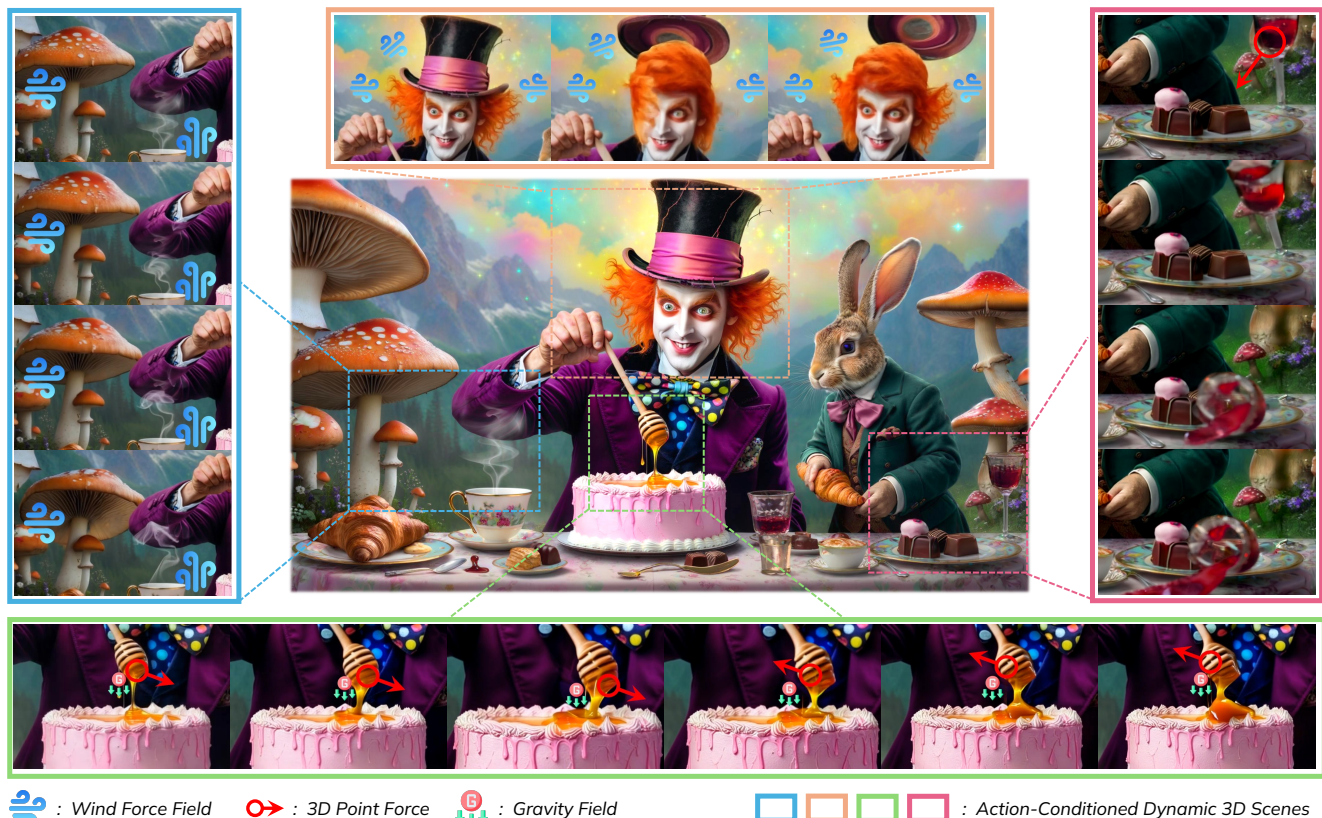 G
G
G
G
G
G
: Wind Force Field
: 3D Point Force
G
: Gravity Field
: Action-Conditioned Dynamic 3D Scenes